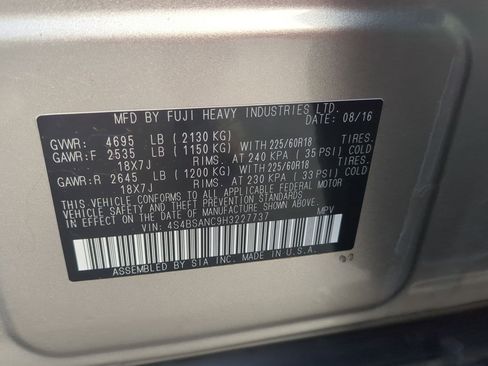 MFD BY FUJI HEAVY INDUSTRIES LTD.
DATE: 08/16
GVWR: 4695 LB (2130 KG)
GAWR:F 2535 LB (1150 KG) WITH 225/60R18 TIRES.
18X7J RIMS. AT 240 KPA (35 PSI) COLD
GAWR:R 2645 LB (1200 KG) WITH 225/60R18 TIRES.
18X7J RIMS. AT 230 KPA (33 PSI) COLD
THIS VEHICLE CONFORMS TO ALL APPLICABLE FEDERAL MOTOR
VEHICLE SAFETY AND THEFT PREVENTION STANDARDS
IN EFFECT ON THE DATE OF MANUFACTURE SHOWN ABOVE.
VIN: 4S4BSANC9H3227737 MPV
ASSEMBLED BY SIA INC. MADE IN U.S.A.